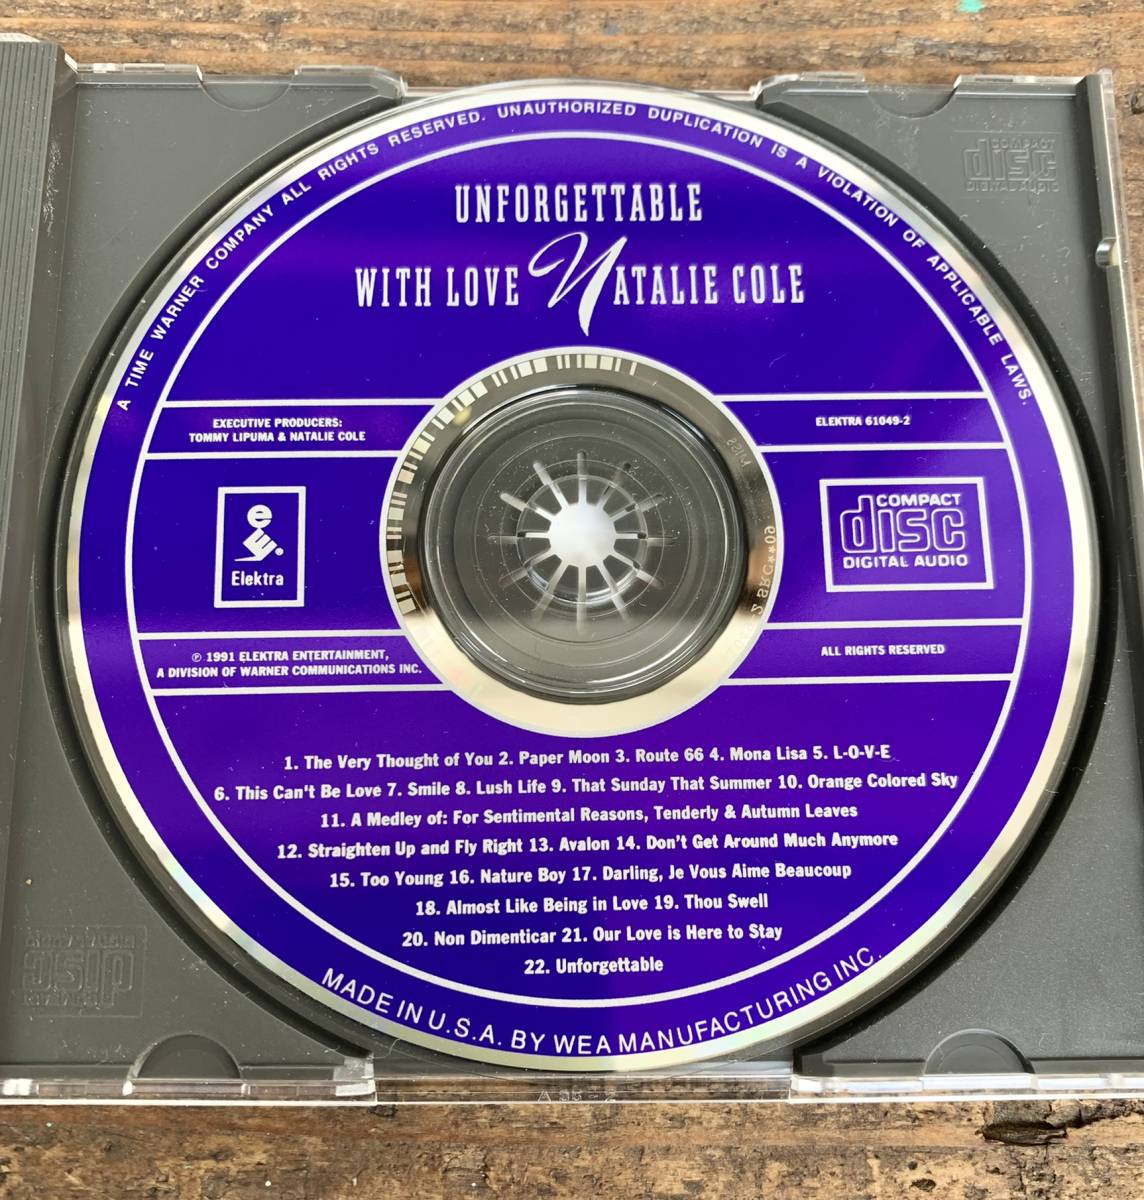 A TIME WARNER COMPANY ALL RIGHTS RESERVED. UNAUTHORIZED DUPLICATION IS A VIOLATION OF APPLICABLE LAWS.
UNFORGETTABLE
WITH LOVE NATALIE COLE
EXECUTIVE PRODUCERS:
TOMMY LIPUMA & NATALIE COLE
ELEKTRA 61049-2
Elektra
COMPACT
disc
DIGITAL AUDIO
℗ 1991 ELEKTRA ENTERTAINMENT,
A DIVISION OF WARNER COMMUNICATIONS INC.
ALL RIGHTS RESERVED
1. The Very Thought of You 2. Paper Moon 3. Route 66 4. Mona Lisa 5. L-O-V-E
6. This Can't Be Love 7. Smile 8. Lush Life 9. That Sunday That Summer 10. Orange Colored Sky
11. A Medley of: For Sentimental Reasons, Tenderly & Autumn Leaves
12. Straighten Up and Fly Right 13. Avalon 14. Don't Get Around Much Anymore
15. Too Young 16. Nature Boy 17. Darling, Je Vous Aime Beaucoup
18. Almost Like Being in Love 19. Thou Swell
20. Non Dimenticar 21. Our Love is Here to Stay
22. Unforgettable
MADE IN U.S.A. BY WEA MANUFACTURING INC.
COMPACT
disc
DIGITAL AUDIO